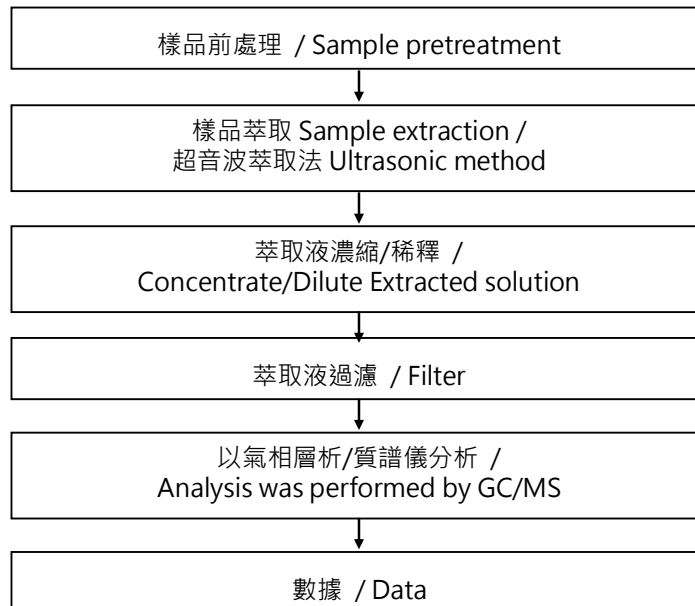 樣品前處理 / Sample pretreatment
樣品萃取 Sample extraction /
超音波萃取法 Ultrasonic method
萃取液濃縮/稀釋 /
Concentrate/Dilute Extracted solution
萃取液過濾 / Filter
以氣相層析/質譜儀分析 /
Analysis was performed by GC/MS
數據 / Data